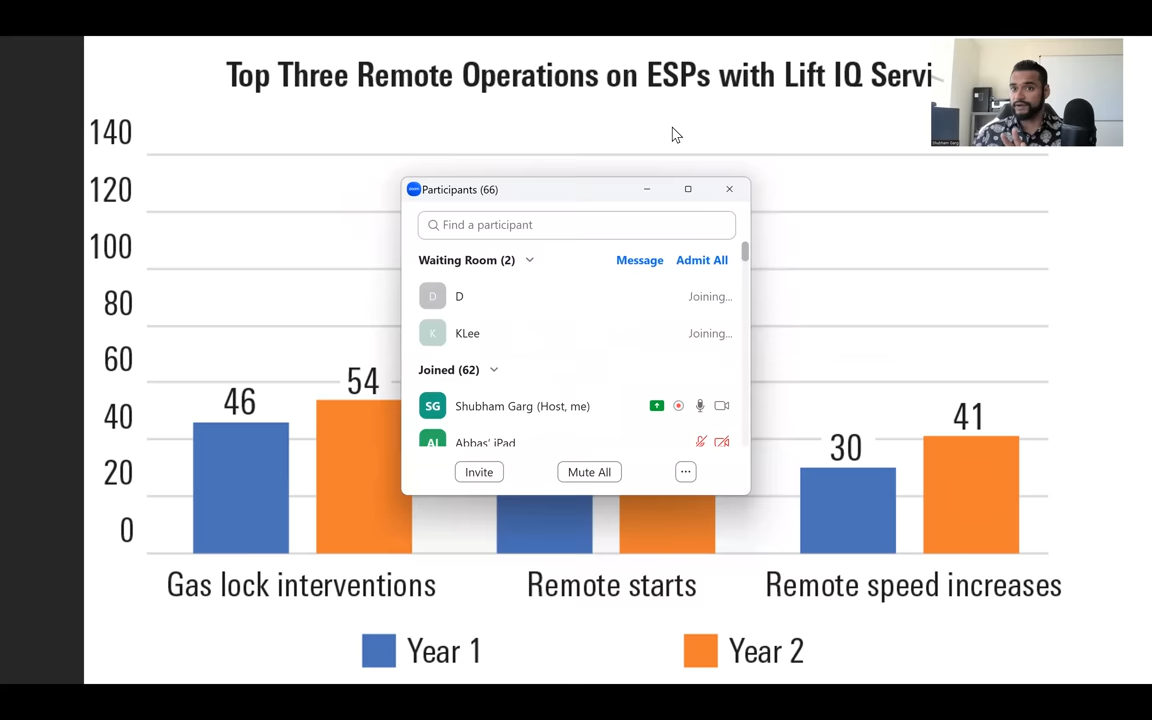 Top Three Remote Operations on ESPs with Lift IQ Servi
140
120
100
80
60
40
20
0
46
54
30
41
Gas lock interventions
Remote starts
Remote speed increases
Year 1
Year 2
Participants (66)
Find a participant
Waiting Room (2)
Message
Admit All
D
D
Joining...
K
KLee
Joining...
Joined (62)
SG
Shubham Garg (Host, me)
AI
Abbas' iPad
Invite
Mute All
Shubham Garg